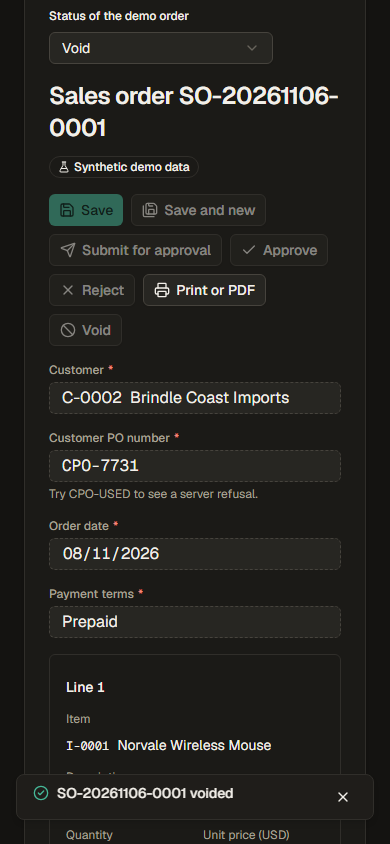 Status of the demo order
Void
Sales order SO-20261106-
0001
Synthetic demo data
Save
Save and new
Submit for approval
Approve
Reject
Print or PDF
Void
Customer *
C-0002 Brindle Coast Imports
Customer PO number *
CPO-7731
Try CPO-USED to see a server refusal.
Order date *
08/11/2026
Payment terms *
Prepaid
Line 1
Item
I-0001 Norvale Wireless Mouse
SO-20261106-0001 voided
Quantity
Unit price (USD)